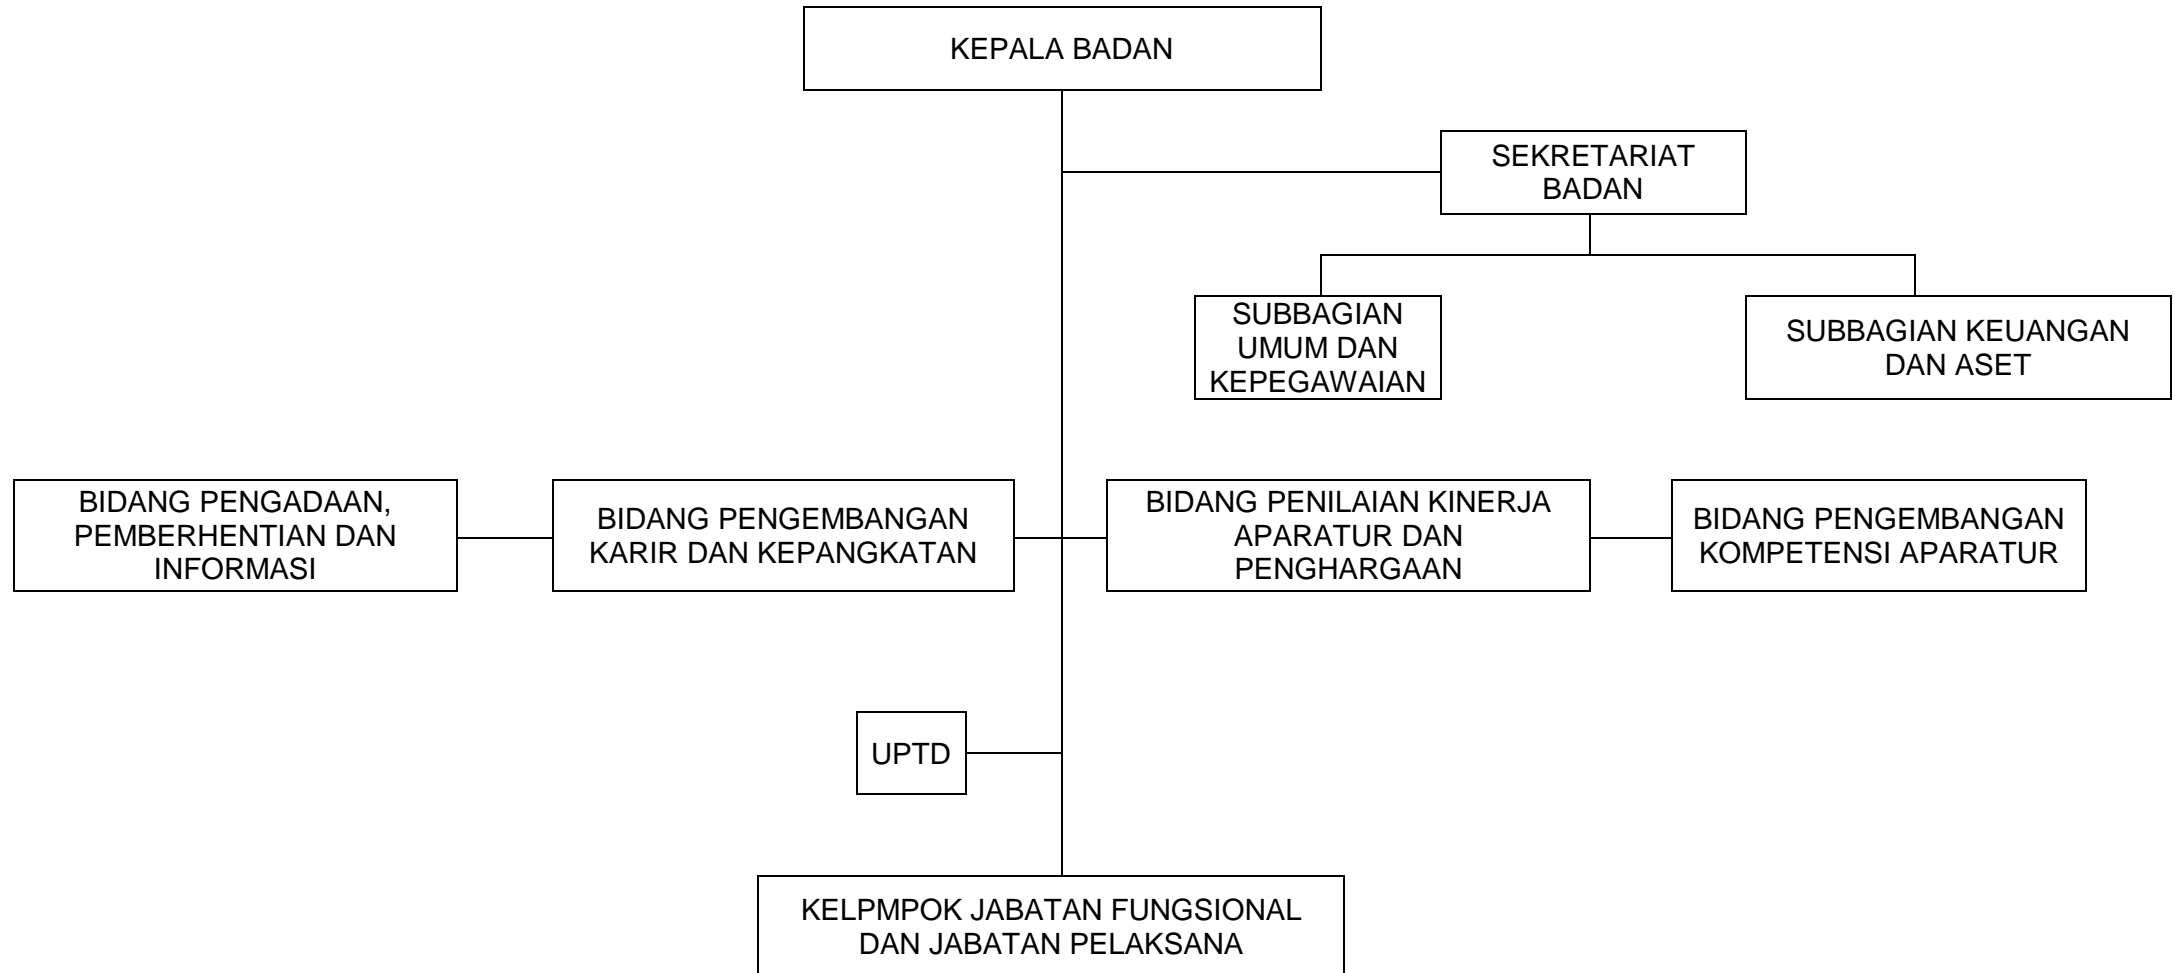 KEPALA BADAN
SEKRETARIAT
BADAN
SUBBAGIAN
UMUM DAN
KEPEGAWAIAN
SUBBAGIAN KEUANGAN
DAN ASET
BIDANG PENGADAAN,
PEMBERHENTIAN DAN
INFORMASI
BIDANG PENGEMBANGAN
KARIR DAN KEPANGKATAN
BIDANG PENILAIAN KINERJA
APARATUR DAN
PENGHARGAAN
BIDANG PENGEMBANGAN
KOMPETENSI APARATUR
UPTD
KELPMPOK JABATAN FUNGSIONAL
DAN JABATAN PELAKSANA